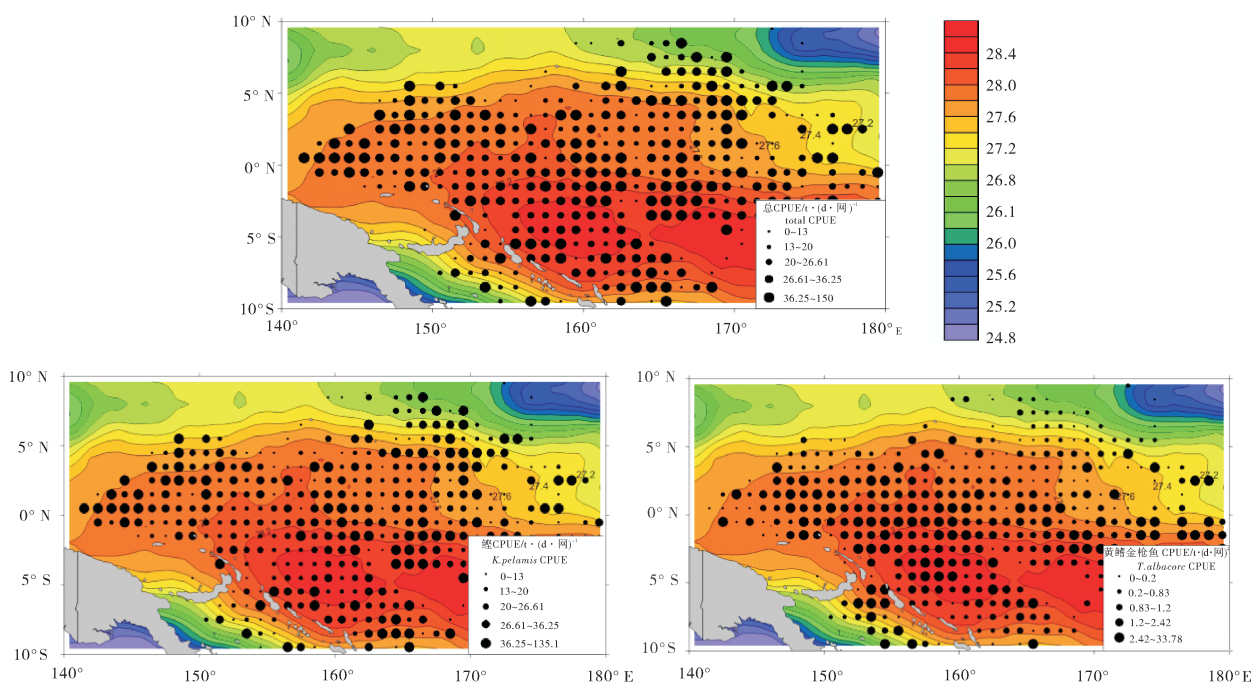 10° N
5° N
0° N
5° S
10°S
140°
150°
160°
170°
180°E
27.2
27.4
27.6
总CPUE/t·(d·网)⁻¹
total CPUE
0~13
13~20
20~26.61
26.61~36.25
36.25~150
28.4
28.0
27.6
27.2
26.8
26.1
26.0
25.6
25.2
24.8
10° N
5° N
0° N
5° S
10°S
140°
150°
160°
170°
180° E
27.2
27.4
27.6
鲣CPUE/t·(d·网)⁻¹
K.pelamis CPUE
0~13
13~20
20~26.61
26.61~36.25
36.25~135.1
10° N
5° N
0° N
5° S
10°S
140°
150°
160°
170°
180° E
27.2
27.4
27.6
黄鳍金枪鱼 CPUE/t·(d·网)⁻¹
T.albacorc CPUE
0~0.2
0.2~0.83
0.83~1.2
1.2~2.42
2.42~33.78